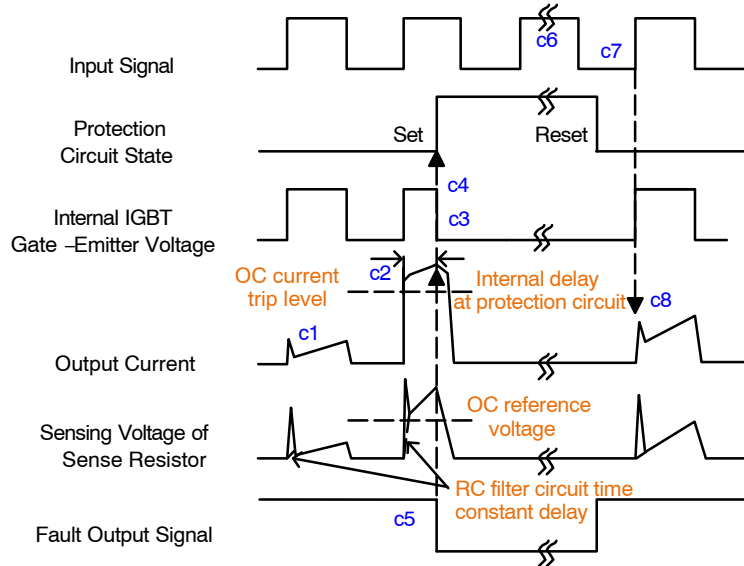 c6
c7
Input Signal
Protection
Circuit State
Set
Reset
c4
c3
Internal IGBT
Gate –Emitter Voltage
c2
OC current
trip level
Internal delay
at protection circuit
c8
c1
Output Current
OC reference
voltage
Sensing Voltage of
Sense Resistor
RC filter circuit time
constant delay
c5
Fault Output Signal